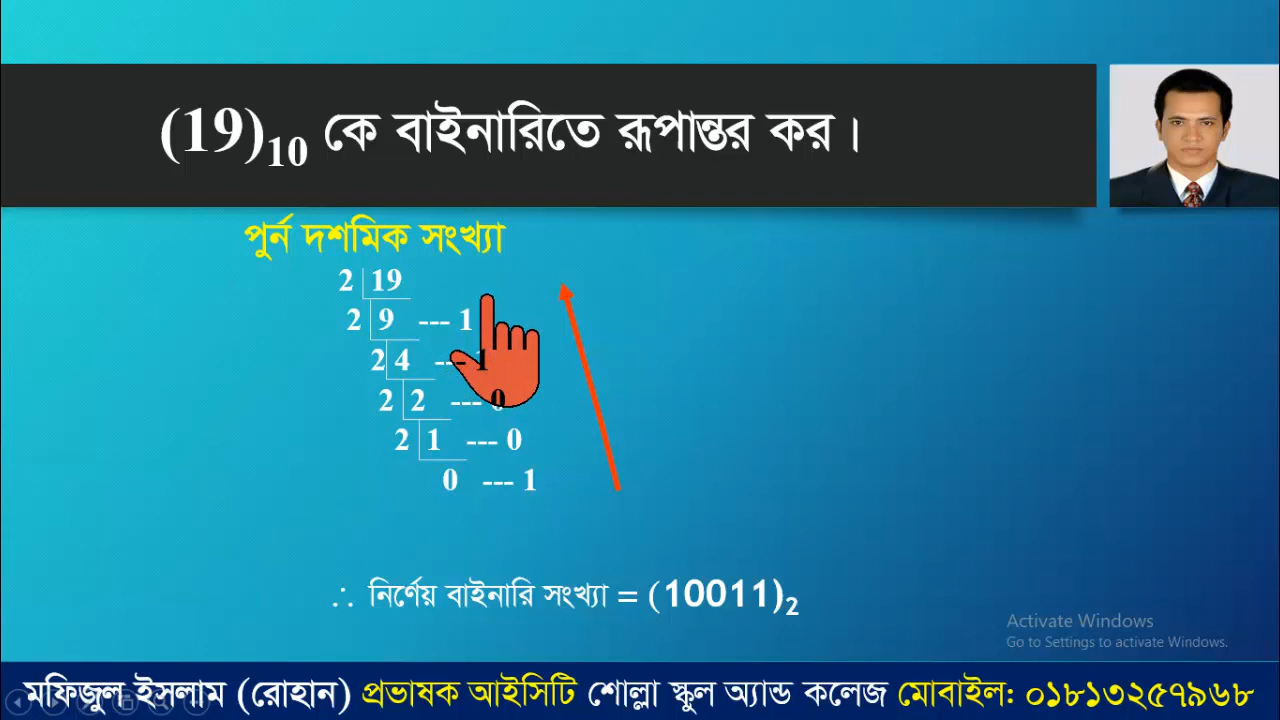 (19)₁₀ কে বাইনারিতে রূপান্তর কর।
পুর্ন দশমিক সংখ্যা
2 19
2 9 --- 1
2 4 --- 1
2 2 --- 0
2 1 --- 0
0 --- 1
∴ নির্ণেয় বাইনারি সংখ্যা = (10011)₂
Activate Windows
Go to Settings to activate Windows.
মফিজুল ইসলাম (রোহান) প্রভাষক আইসিটি শোল্লা স্কুল অ্যান্ড কলেজ মোবাইল: ০১৮১৩২৫৭৯৬৮